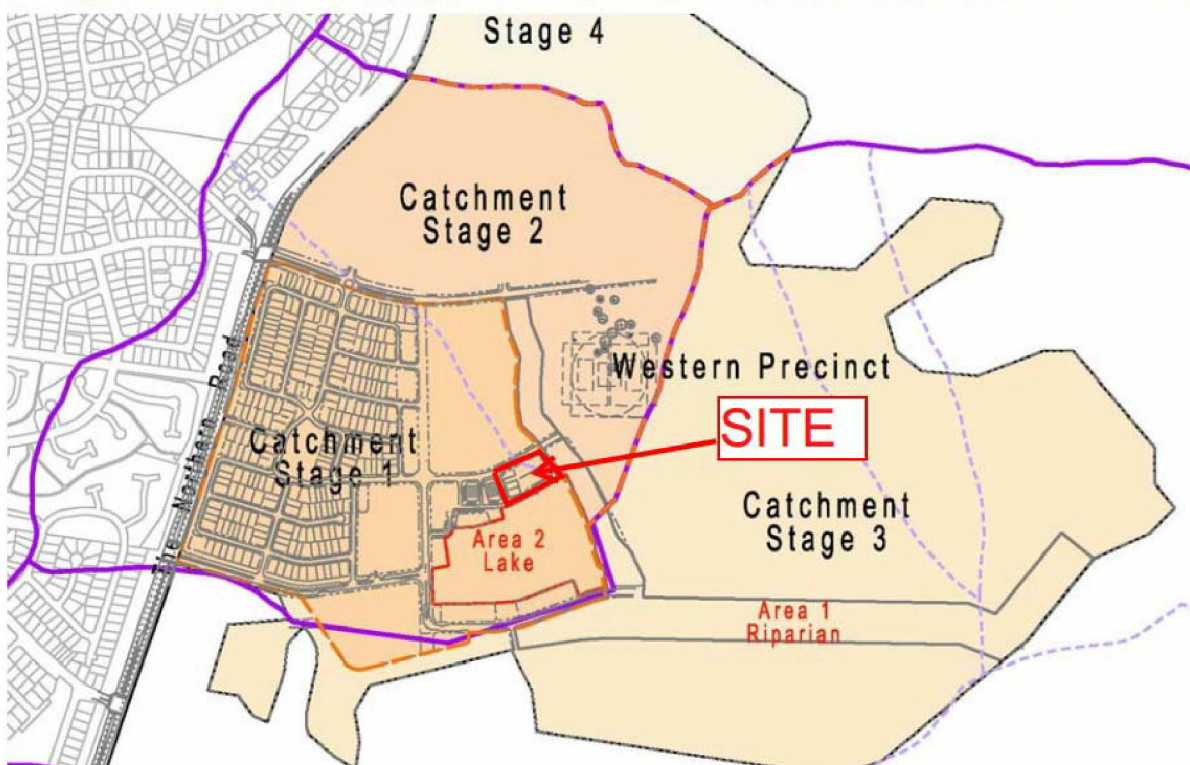 Stage 4
Catchment
Stage 2
Western Precinct
SITE
The Northern Road
Catchment
Stage 1
Catchment
Stage 3
Area 2
Lake
Area 1
Riparian